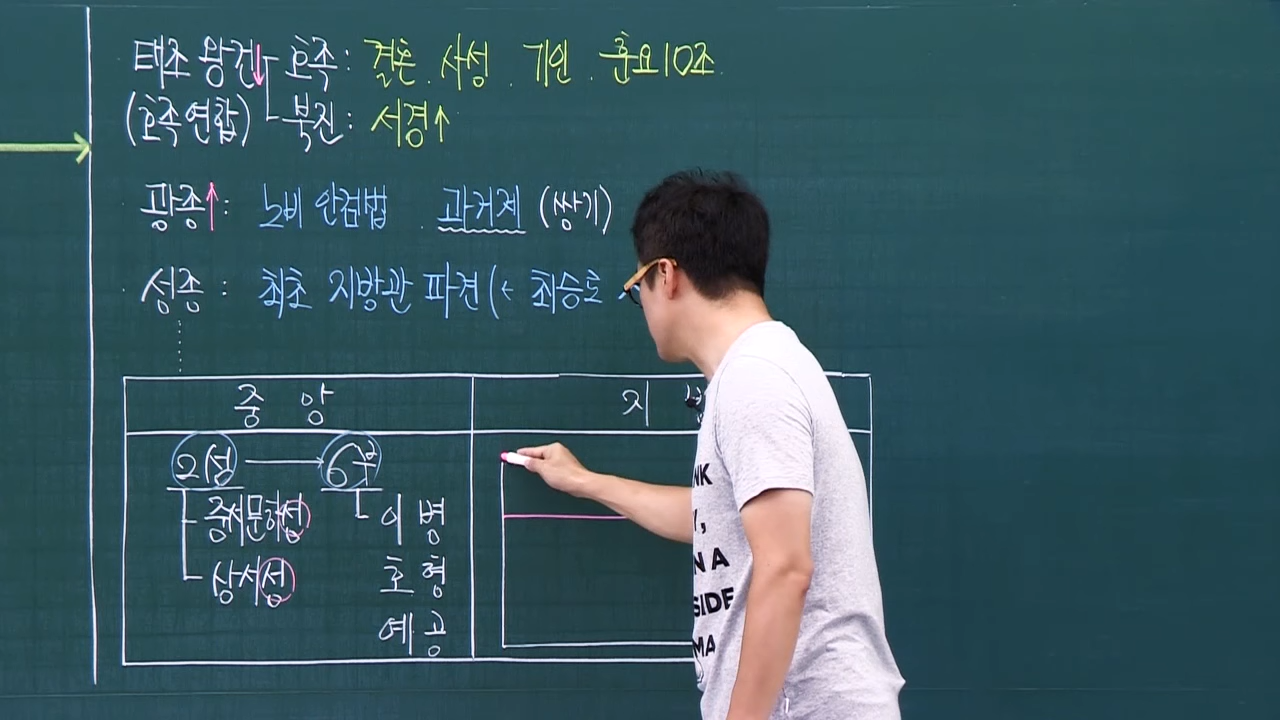 태조 왕건↓ 호족: 결혼. 사성. 기인. 훈요10조
(호족연합) 북진: 서경↑
광종↑: 노비안검법. 과거제 (쌍기)
성종: 최초 지방관 파견(← 최승로
중앙 지
2성 → 6부
중서문하성 이 병
상서성 호 형
예 공
NK
Y,
N A
SIDE
MA